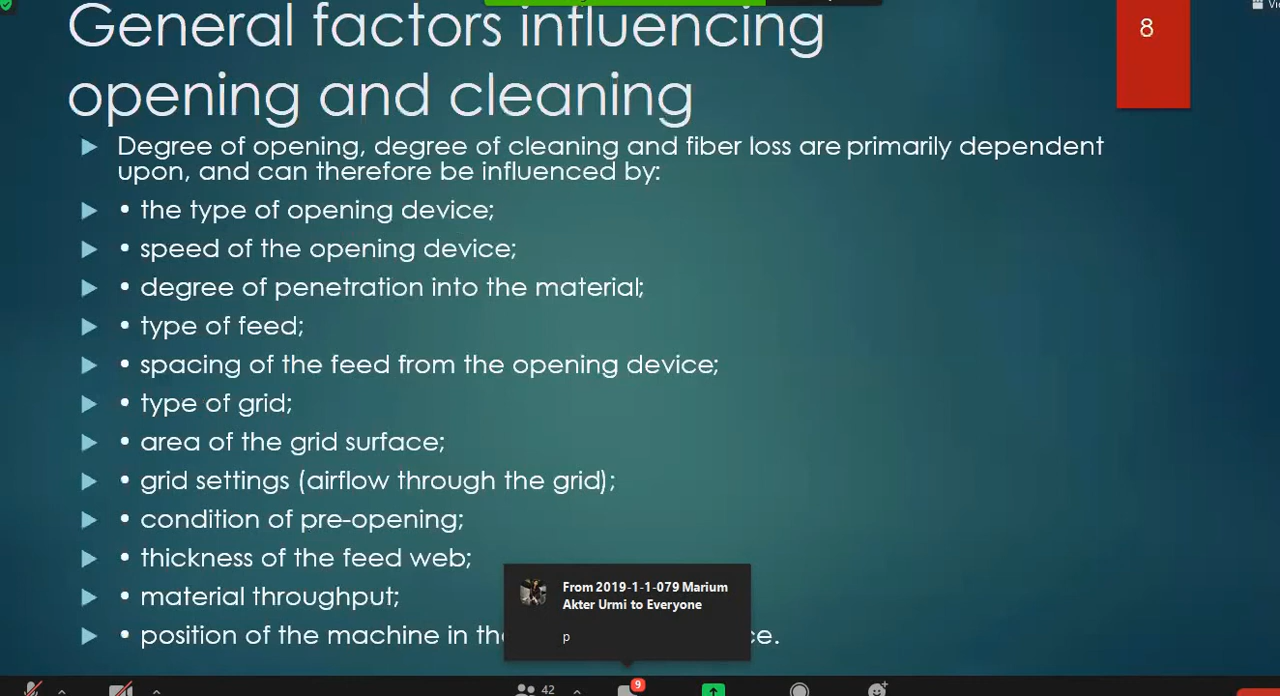 General factors influencing
opening and cleaning
8
Degree of opening, degree of cleaning and fiber loss are primarily dependent
upon, and can therefore be influenced by:
• the type of opening device;
• speed of the opening device;
• degree of penetration into the material;
• type of feed;
• spacing of the feed from the opening device;
• type of grid;
• area of the grid surface;
• grid settings (airflow through the grid);
• condition of pre-opening;
• thickness of the feed web;
• material throughput;
• position of the machine in
From 2019-1-1-079 Marium
Akter Urmi to Everyone
p
42
9